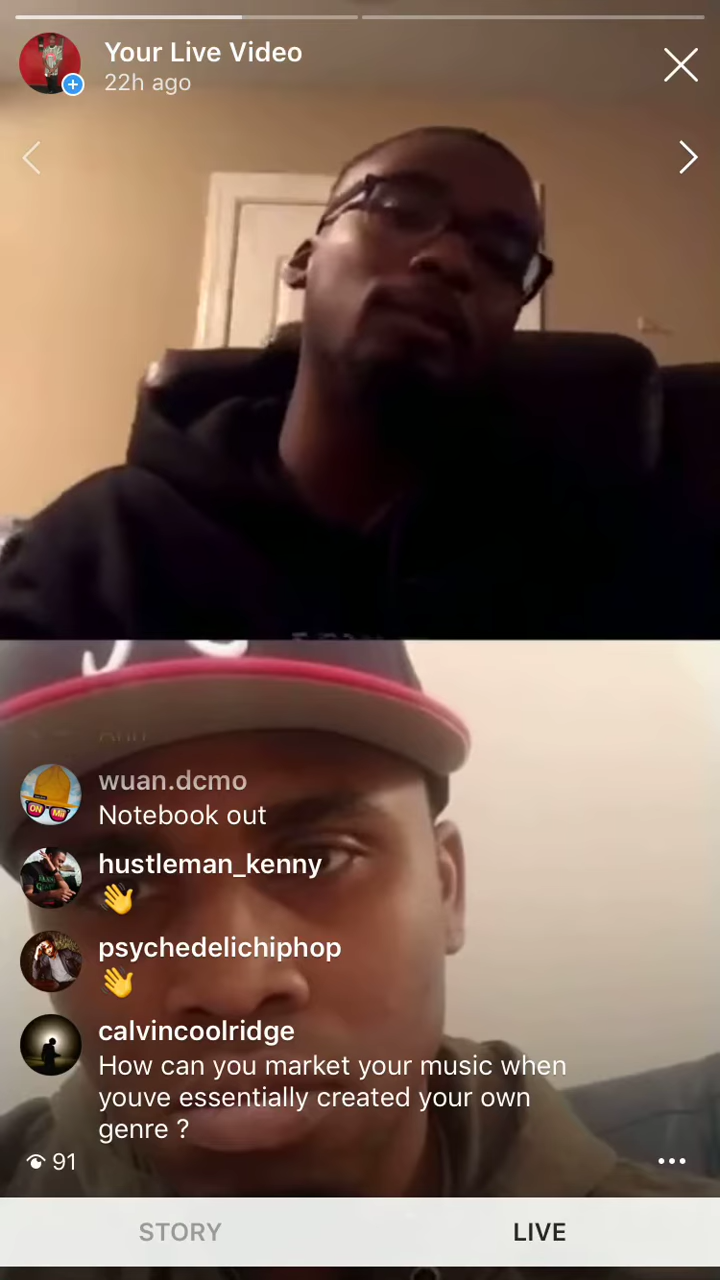 Your Live Video
22h ago
wuan.dcmo
Notebook out
hustleman_kenny
psychedelichiphop
calvincoolridge
How can you market your music when
youve essentially created your own
genre ?
91
STORY
LIVE